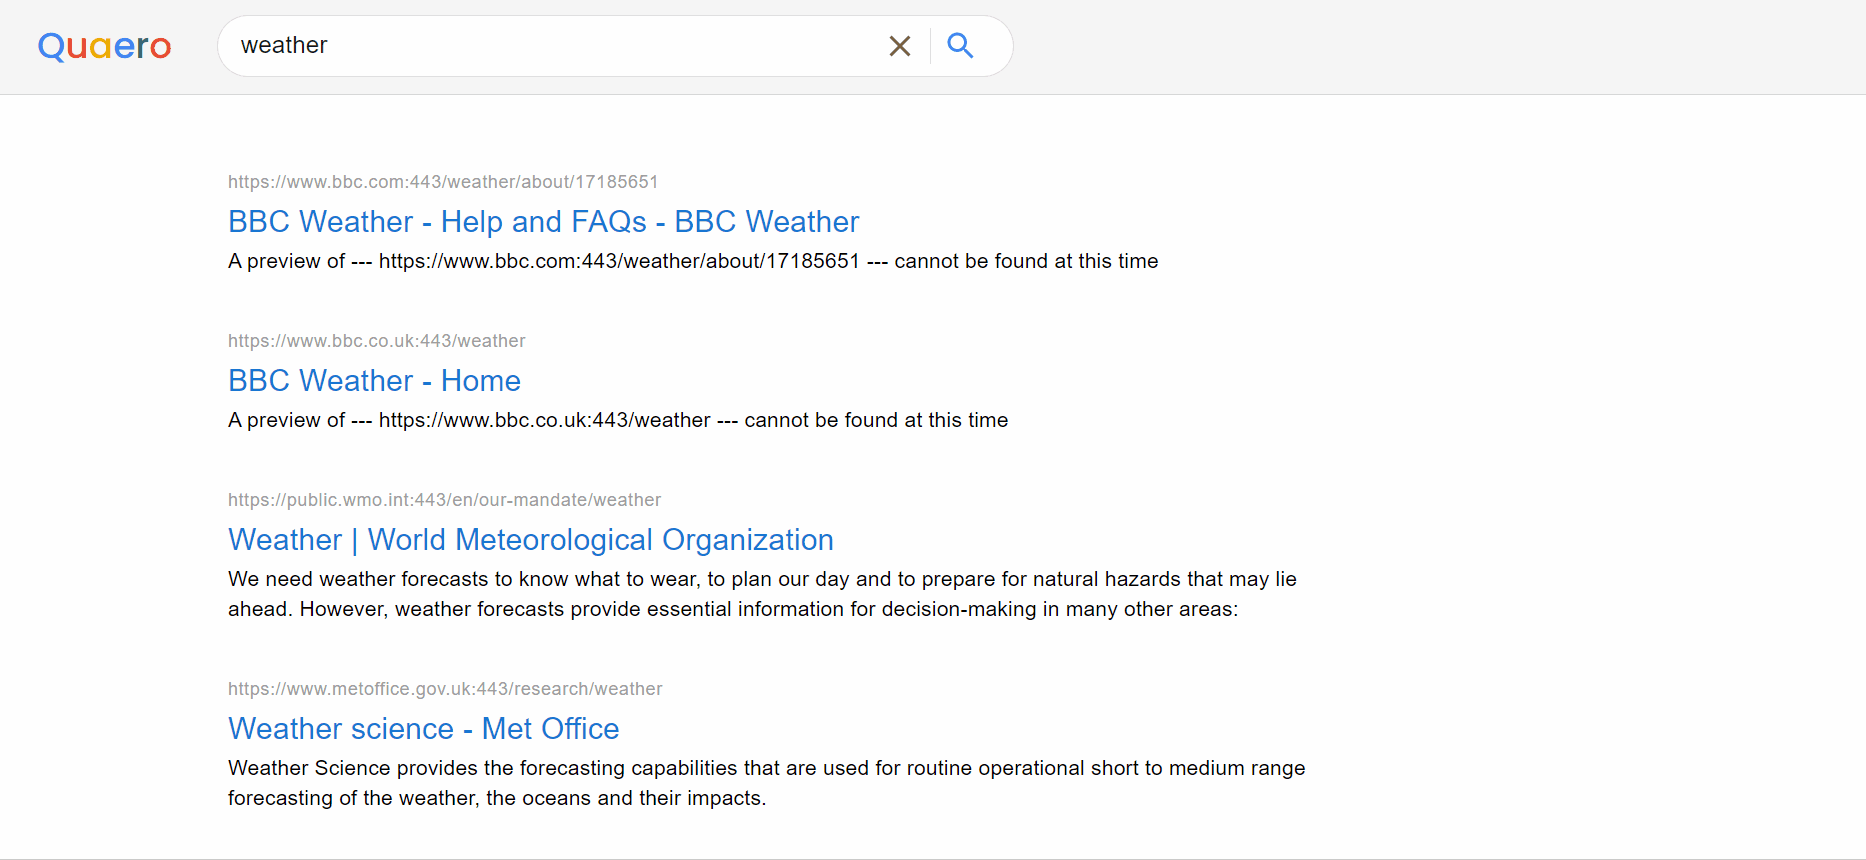 Quaero
weather
https://www.bbc.com:443/weather/about/17185651
BBC Weather - Help and FAQs - BBC Weather
A preview of --- https://www.bbc.com:443/weather/about/17185651 --- cannot be found at this time
https://www.bbc.co.uk:443/weather
BBC Weather - Home
A preview of --- https://www.bbc.co.uk:443/weather --- cannot be found at this time
https://public.wmo.int:443/en/our-mandate/weather
Weather | World Meteorological Organization
We need weather forecasts to know what to wear, to plan our day and to prepare for natural hazards that may lie
ahead. However, weather forecasts provide essential information for decision-making in many other areas:
https://www.metoffice.gov.uk:443/research/weather
Weather science - Met Office
Weather Science provides the forecasting capabilities that are used for routine operational short to medium range
forecasting of the weather, the oceans and their impacts.